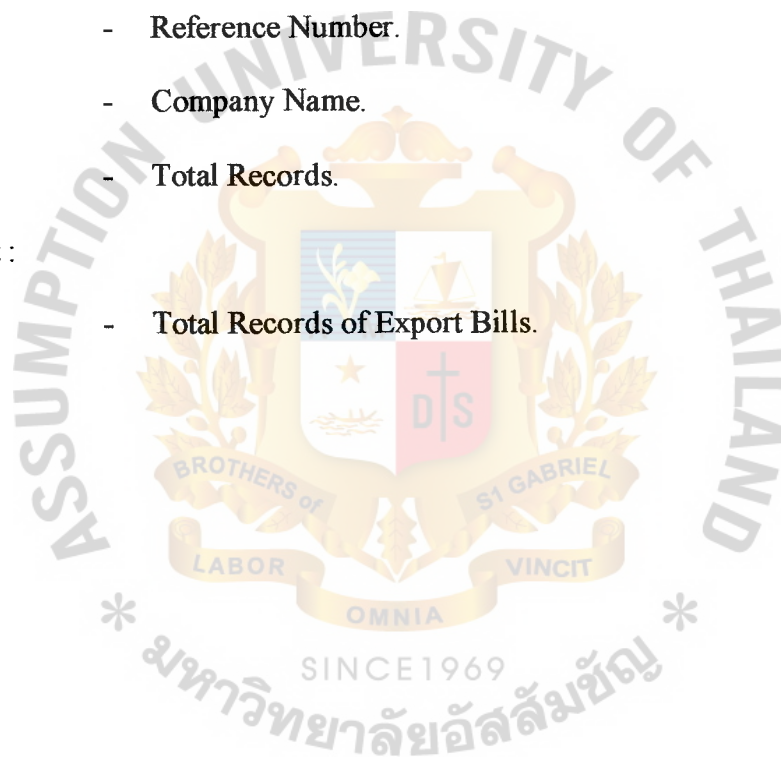 - Reference Number.
- Company Name.
- Total Records.
:
- Total Records of Export Bills.
ASSUMPTION UNIVERSITY OF THAILAND
D S
BROTHERS of
ST GABRIEL
LABOR
VINCIT
OMNIA
SINCE1969
มหาวิทยาลัยอัสสัมชัญ